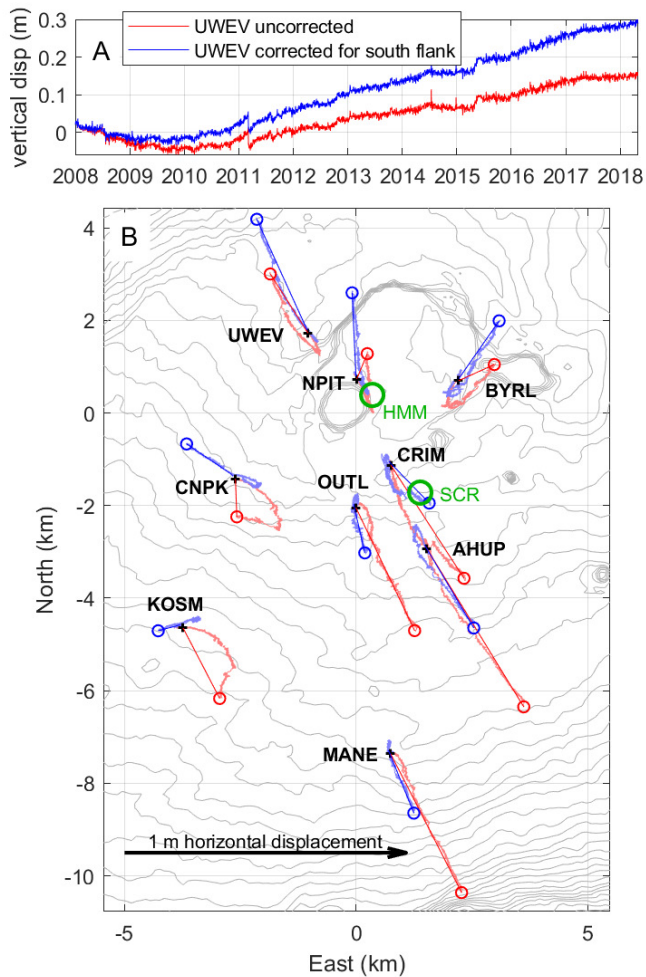 A
UWEV uncorrected
UWEV corrected for south flank
vertical disp (m)
0.3
0.2
0.1
0
2008 2009 2010 2011 2012 2013 2014 2015 2016 2017 2018
B
4
2
0
-2
-4
-6
-8
-10
North (km)
UWEV
NPIT
BYRL
HMM
CRIM
OUTL
CNPK
SCR
AHUP
KOSM
MANE
1 m horizontal displacement
-5 0 5
East (km)